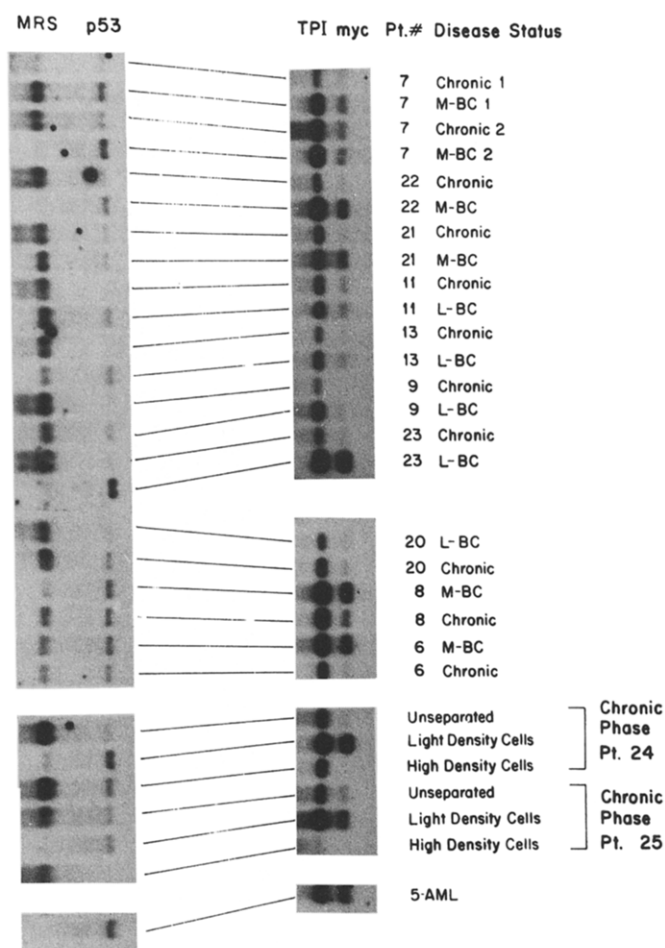 MRS p53 TPI myc Pt.# Disease Status
7 Chronic 1
7 M-BC 1
7 Chronic 2
7 M-BC 2
22 Chronic
22 M-BC
21 Chronic
21 M-BC
11 Chronic
11 L-BC
13 Chronic
13 L-BC
9 Chronic
9 L-BC
23 Chronic
23 L-BC
20 L-BC
20 Chronic
8 M-BC
8 Chronic
6 M-BC
6 Chronic
Unseparated
Light Density Cells
High Density Cells
Chronic
Phase
Pt. 24
Unseparated
Light Density Cells
High Density Cells
Chronic
Phase
Pt. 25
5-AML